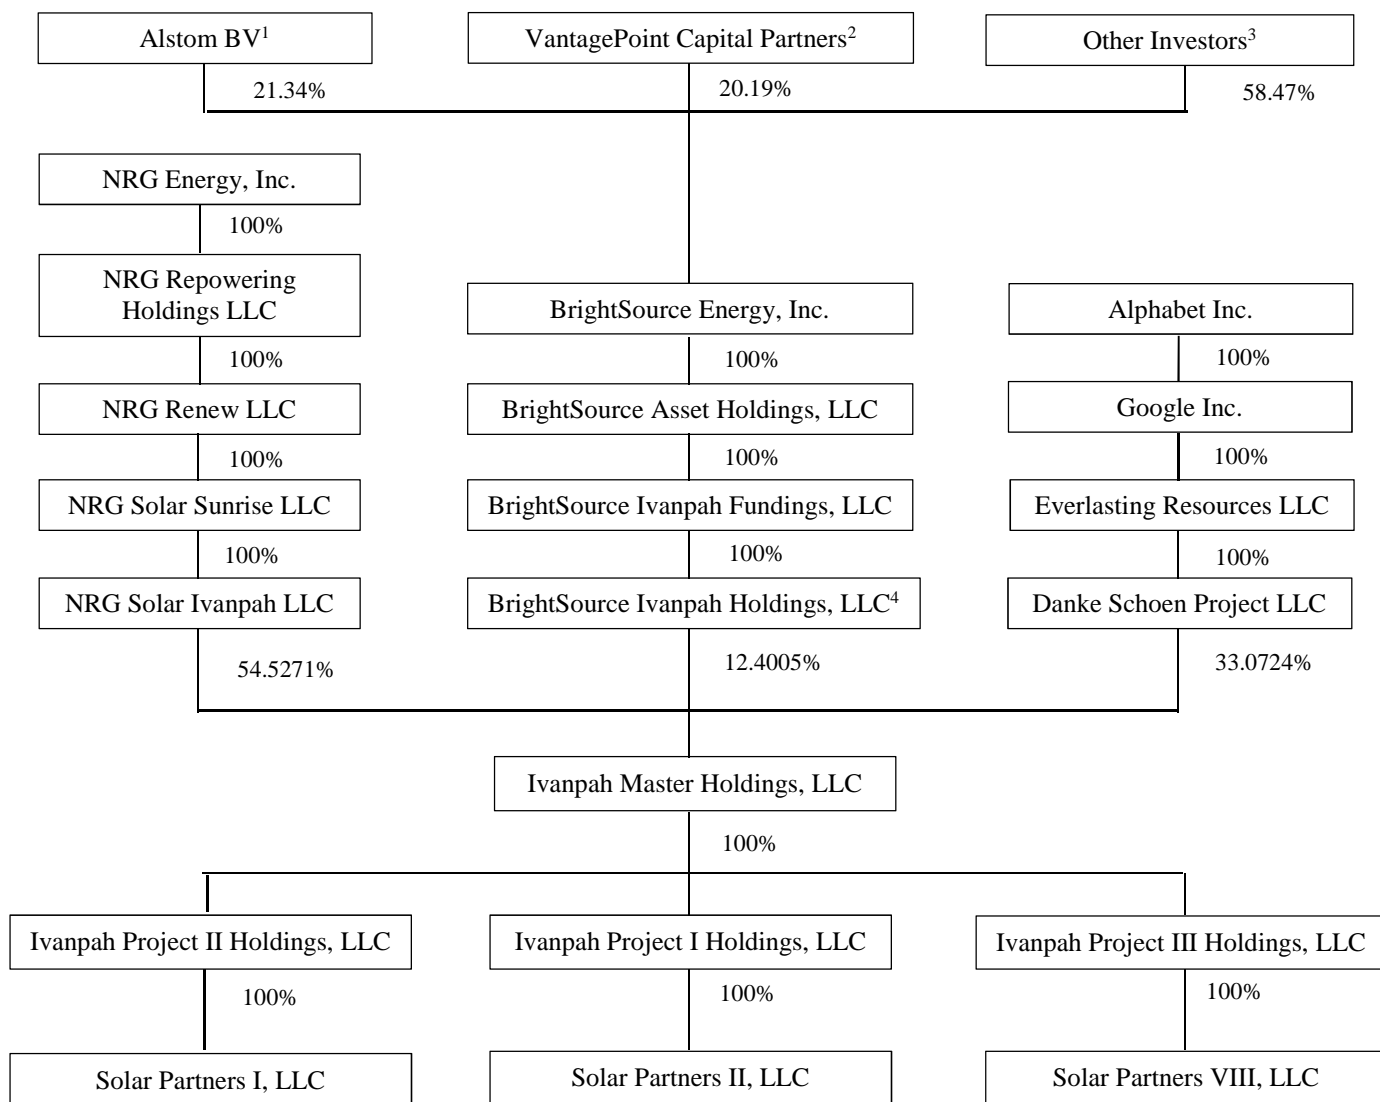 Alstom BV¹
VantagePoint Capital Partners²
Other Investors³
21.34%
20.19%
58.47%
NRG Energy, Inc.
100%
NRG Repowering
Holdings LLC
BrightSource Energy, Inc.
Alphabet Inc.
100%
100%
100%
NRG Renew LLC
BrightSource Asset Holdings, LLC
Google Inc.
100%
100%
100%
NRG Solar Sunrise LLC
BrightSource Ivanpah Fundings, LLC
Everlasting Resources LLC
100%
100%
100%
NRG Solar Ivanpah LLC
BrightSource Ivanpah Holdings, LLC⁴
Danke Schoen Project LLC
54.5271%
12.4005%
33.0724%
Ivanpah Master Holdings, LLC
100%
Ivanpah Project II Holdings, LLC
Ivanpah Project I Holdings, LLC
Ivanpah Project III Holdings, LLC
100%
100%
100%
Solar Partners I, LLC
Solar Partners II, LLC
Solar Partners VIII, LLC